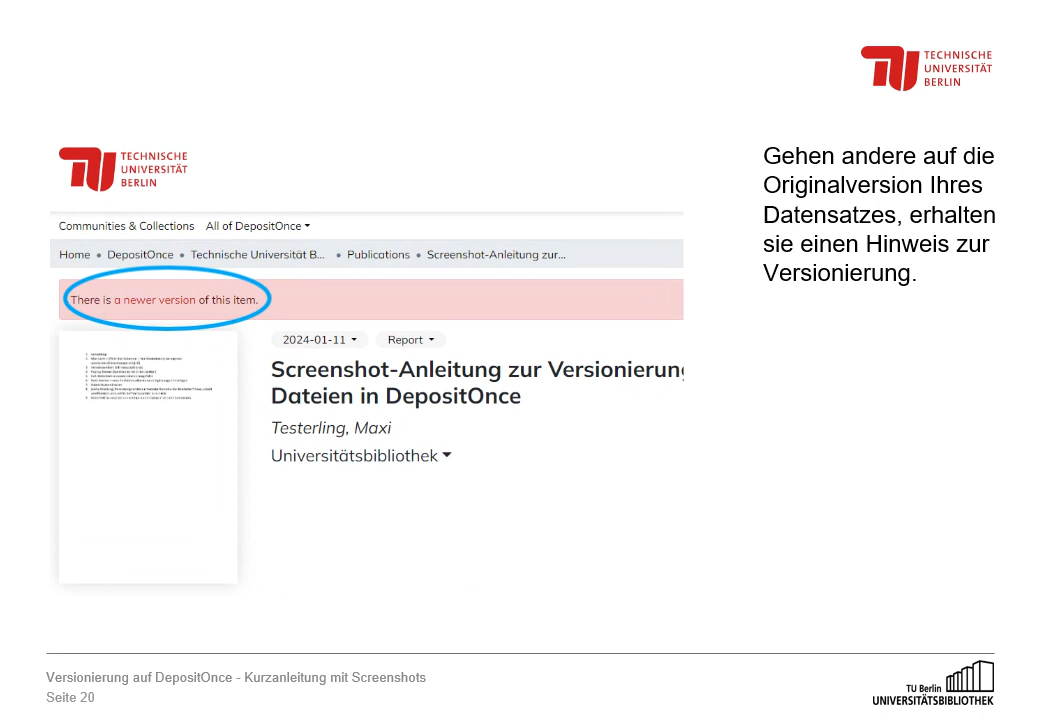 TECHNISCHE
UNIVERSITÄT
BERLIN
TECHNISCHE
UNIVERSITÄT
BERLIN
Communities & Collections All of DepositOnce
Home • DepositOnce • Technische Universität B... • Publications • Screenshot-Anleitung zur...
There is a newer version of this item.
2024-01-11 Report
Screenshot-Anleitung zur Versionierung
Dateien in DepositOnce
Testerling, Maxi
Universitätsbibliothek
Gehen andere auf die
Originalversion Ihres
Datensatzes, erhalten
sie einen Hinweis zur
Versionierung.
Versionierung auf DepositOnce - Kurzanleitung mit Screenshots
Seite 20
TU Berlin
UNIVERSITÄTSBIBLIOTHEK